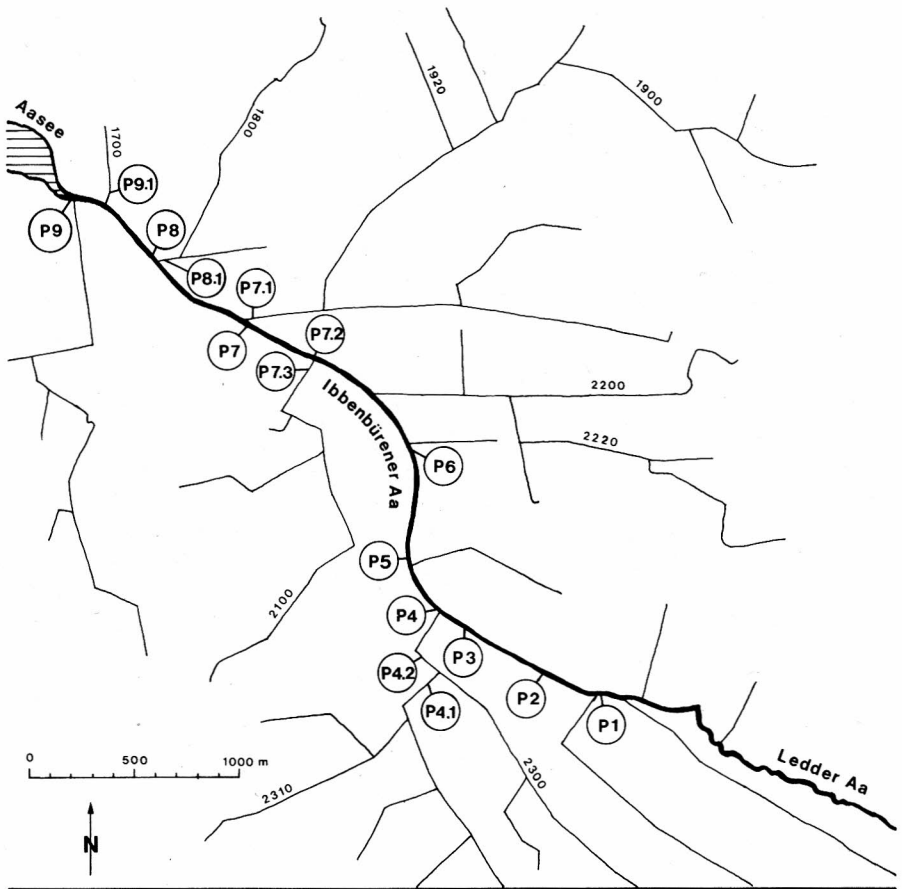 Aasee
1700
1800
1920
1900
P9.1
P9
P8
P8.1
P7.1
P7
P7.2
P7.3
Ibbenbürener Aa
2200
2220
P6
P5
2100
P4
P3
P4.2
P4.1
P2
P1
Ledder Aa
0 500 1000 m
2310
2300
N